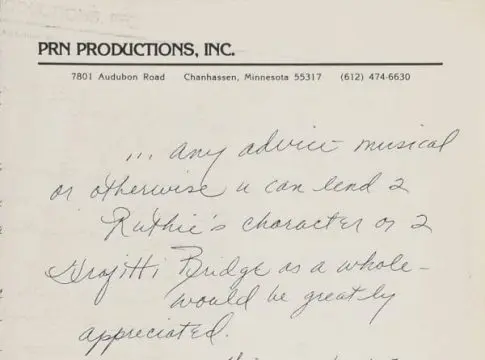 PRN PRODUCTIONS, INC.
7801 Audubon Road Chanhassen, Minnesota 55317 (612) 474-6630
... any advice - musical
or otherwise u can lend 2
Ruthie's character or 2
Graffitti Bridge as a whole -
would be greatly
appreciated.